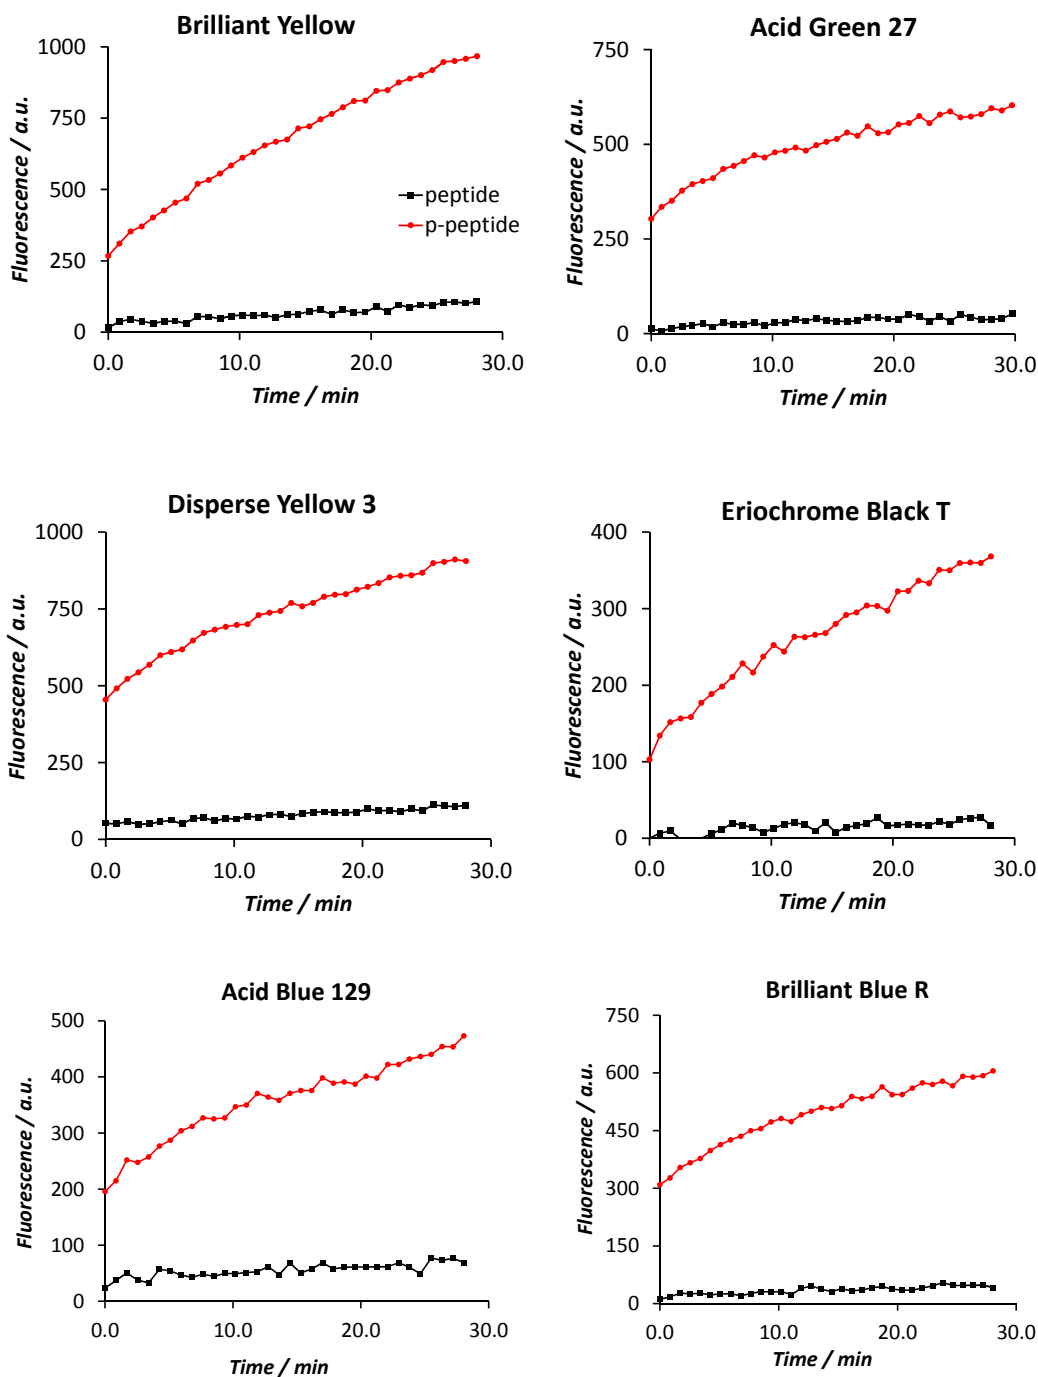 Brilliant Yellow
1000
750
500
250
0
Fluorescence / a.u.
peptide
p-peptide
0.0 10.0 20.0 30.0
Time / min
Acid Green 27
750
500
250
0
Fluorescence / a.u.
0.0 10.0 20.0 30.0
Time / min
Disperse Yellow 3
1000
750
500
250
0
Fluorescence / a.u.
0.0 10.0 20.0 30.0
Time / min
Eriochrome Black T
400
300
200
100
0
Fluorescence / a.u.
0.0 10.0 20.0 30.0
Time / min
Acid Blue 129
500
400
300
200
100
0
Fluorescence / a.u.
0.0 10.0 20.0 30.0
Time / min
Brilliant Blue R
750
600
450
300
150
0
Fluorescence / a.u.
0.0 10.0 20.0 30.0
Time / min